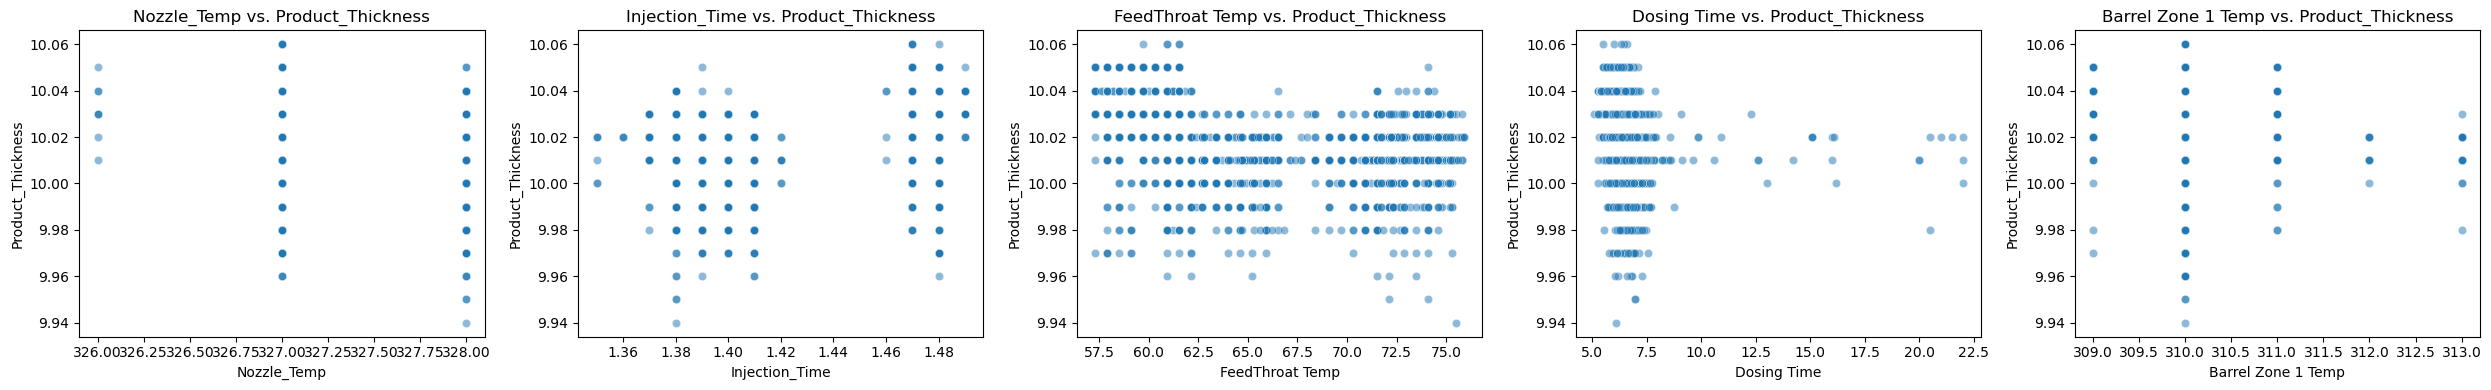 Nozzle_Temp vs. Product_Thickness
Product_Thickness
10.06
10.04
10.02
10.00
9.98
9.96
9.94
326.00 326.25 326.50 326.75 327.00 327.25 327.50 327.75 328.00
Nozzle_Temp
Injection_Time vs. Product_Thickness
Product_Thickness
10.06
10.04
10.02
10.00
9.98
9.96
9.94
1.36 1.38 1.40 1.42 1.44 1.46 1.48
Injection_Time
FeedThroat Temp vs. Product_Thickness
Product_Thickness
10.06
10.04
10.02
10.00
9.98
9.96
9.94
57.5 60.0 62.5 65.0 67.5 70.0 72.5 75.0
FeedThroat Temp
Dosing Time vs. Product_Thickness
Product_Thickness
10.06
10.04
10.02
10.00
9.98
9.96
9.94
5.0 7.5 10.0 12.5 15.0 17.5 20.0 22.5
Dosing Time
Barrel Zone 1 Temp vs. Product_Thickness
Product_Thickness
10.06
10.04
10.02
10.00
9.98
9.96
9.94
309.0 309.5 310.0 310.5 311.0 311.5 312.0 312.5 313.0
Barrel Zone 1 Temp